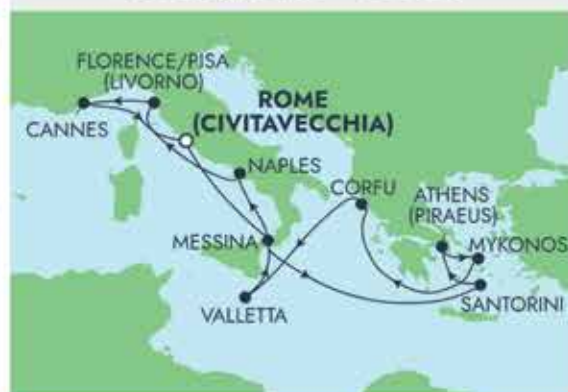 FLORENCE/PISA
(LIVORNO)
ROME
(CIVITAVECCHIA)
CANNES
NAPLES
CORFU
ATHENS
(PIRAEUS)
MYKONOS
MESSINA
SANTORINI
VALLETTA